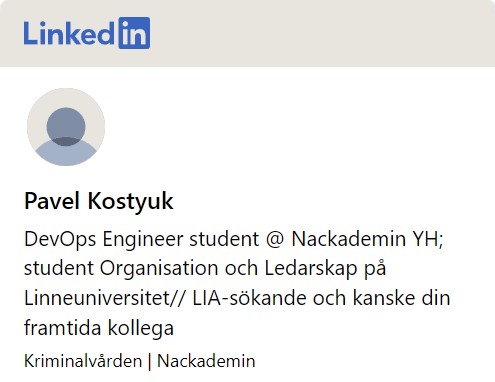 LinkedIn
Pavel Kostyuk
DevOps Engineer student @ Nackademin YH;
student Organisation och Ledarskap på
Linneuniversitet// LIA-sökande och kanske din
framtida kollega
Kriminalvården | Nackademin